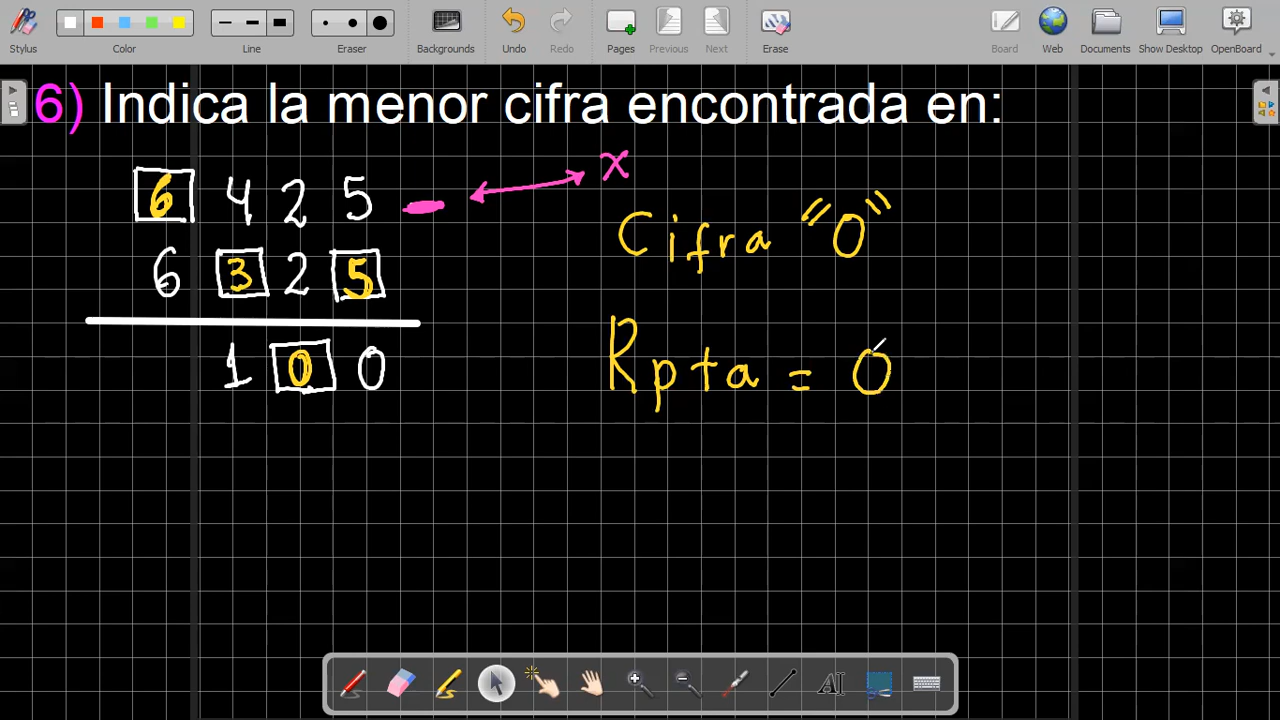 Stylus Color Line Eraser Backgrounds Undo Redo Pages Previous Next Erase Board Web Documents Show Desktop OpenBoard
6) Indica la menor cifra encontrada en:
6 4 2 5 - x
6 3 2 5
1 0 0
Cifra "0"
Rpta = 0
AI